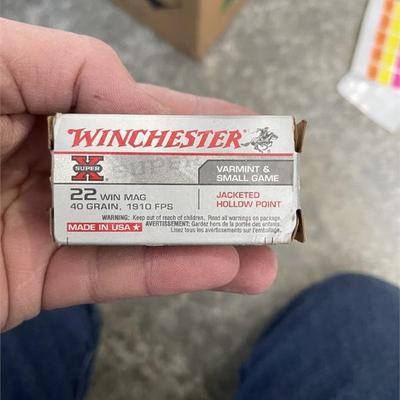 WINCHESTER
SUPER X SUPER
VARMINT &
SMALL GAME
22 WIN MAG
40 GRAIN, 1910 FPS
JACKETED
HOLLOW POINT
WARNING: Keep out of reach of children. Read all warnings on package.
MADE IN USA★
AVERTISSEMENT: Gardez hors de la portée des enfants.
Lisez tous les avertissements sur l'emballage.